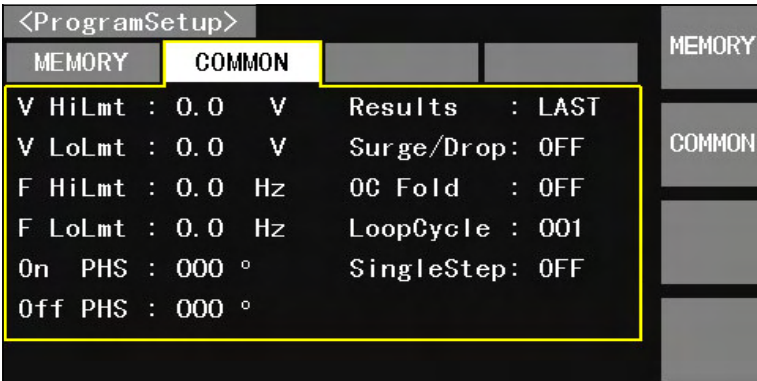 <ProgramSetup>
MEMORY COMMON
V HiLmt : 0.0 V Results : LAST
V LoLmt : 0.0 V Surge/Drop: OFF
F HiLmt : 0.0 Hz OC Fold : OFF
F LoLmt : 0.0 Hz LoopCycle : 001
On PHS : 000 ° SingleStep: OFF
Off PHS : 000 °
MEMORY
COMMON